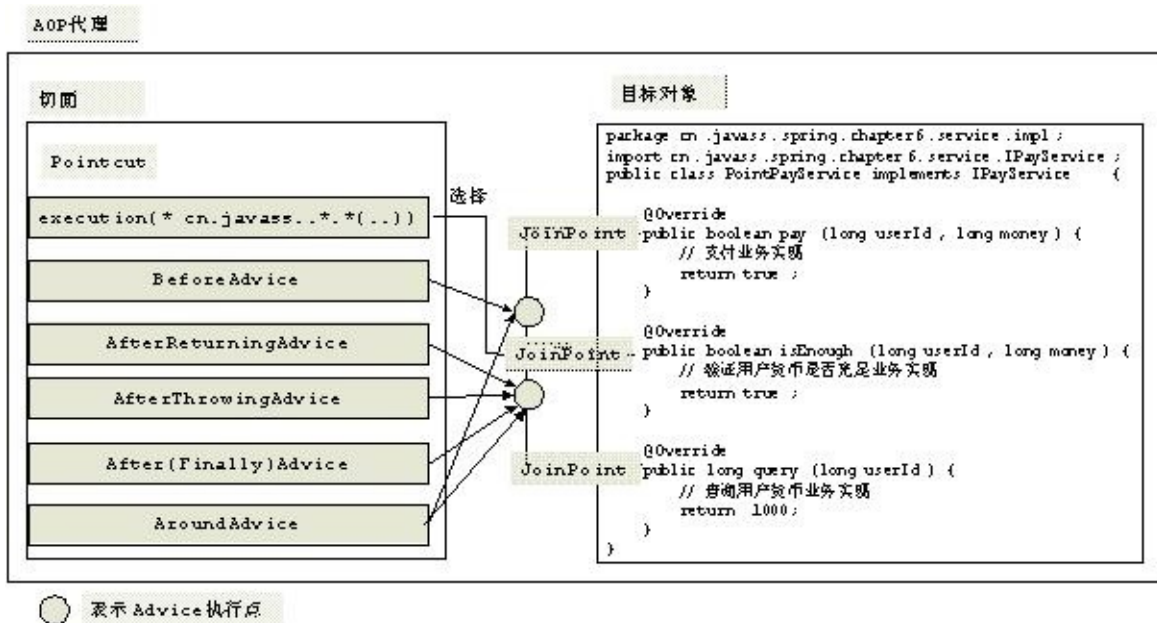 AOP代理
切面
Pointcut
execution(* cn.javass..*.*(..))
BeforeAdvice
AfterReturningAdvice
AfterThrowingAdvice
After(Finally)Advice
AroundAdvice
选择
JoinPoint
JoinPoint
JoinPoint
目标对象
package cn.javass.spring.chapter6.service.impl;
import cn.javass.spring.chapter6.service.IPayService;
public class PointPayService implements IPayService {
@Override
public boolean pay (long userId, long money) {
// 支付业务实现
return true;
}
@Override
public boolean isEnough (long userId, long money) {
// 验证用户货币是否充足业务实现
return true;
}
@Override
public long query (long userId) {
// 查询用户货币业务实现
return 1000;
}
}
表示 Advice执行点